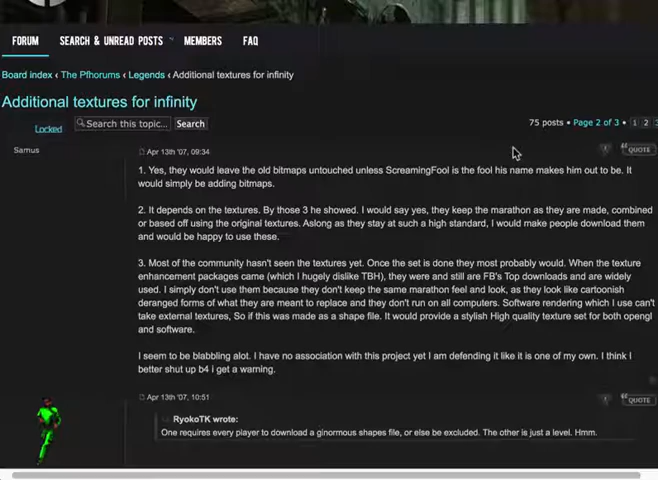 FORUM SEARCH & UNREAD POSTS MEMBERS FAQ
Board index ‹ The Pfhorums ‹ Legends ‹ Additional textures for infinity
Additional textures for infinity
Locked Search this topic... Search 75 posts • Page 2 of 3 • 1 2 3
Samus Apr 13th '07, 09:34 ! QUOTE
1. Yes, they would leave the old bitmaps untouched unless ScreamingFool is the fool his name makes him out to be. It
would simply be adding bitmaps.
2. It depends on the textures. By those 3 he showed. I would say yes, they keep the marathon as they are made, combined
or based off using the original textures. Aslong as they stay at such a high standard, I would make people download them
and would be happy to use these.
3. Most of the community hasn't seen the textures yet. Once the set is done they most probably would. When the texture
enhancement packages came (which I hugely dislike TBH), they were and still are FB's Top downloads and are widely
used. I simply don't use them because they don't keep the same marathon feel and look, as they look like cartoonish
deranged forms of what they are meant to replace and they don't run on all computers. Software rendering which I use can't
take external textures, So if this was made as a shape file. It would provide a stylish High quality texture set for both opengl
and software.
I seem to be blabbling alot. I have no association with this project yet I am defending it like it is one of my own. I think I
better shut up b4 i get a warning.
Apr 13th '07, 10:51 ! QUOTE
RyokoTK wrote:
One requires every player to download a ginormous shapes file, or else be excluded. The other is just a level. Hmm.